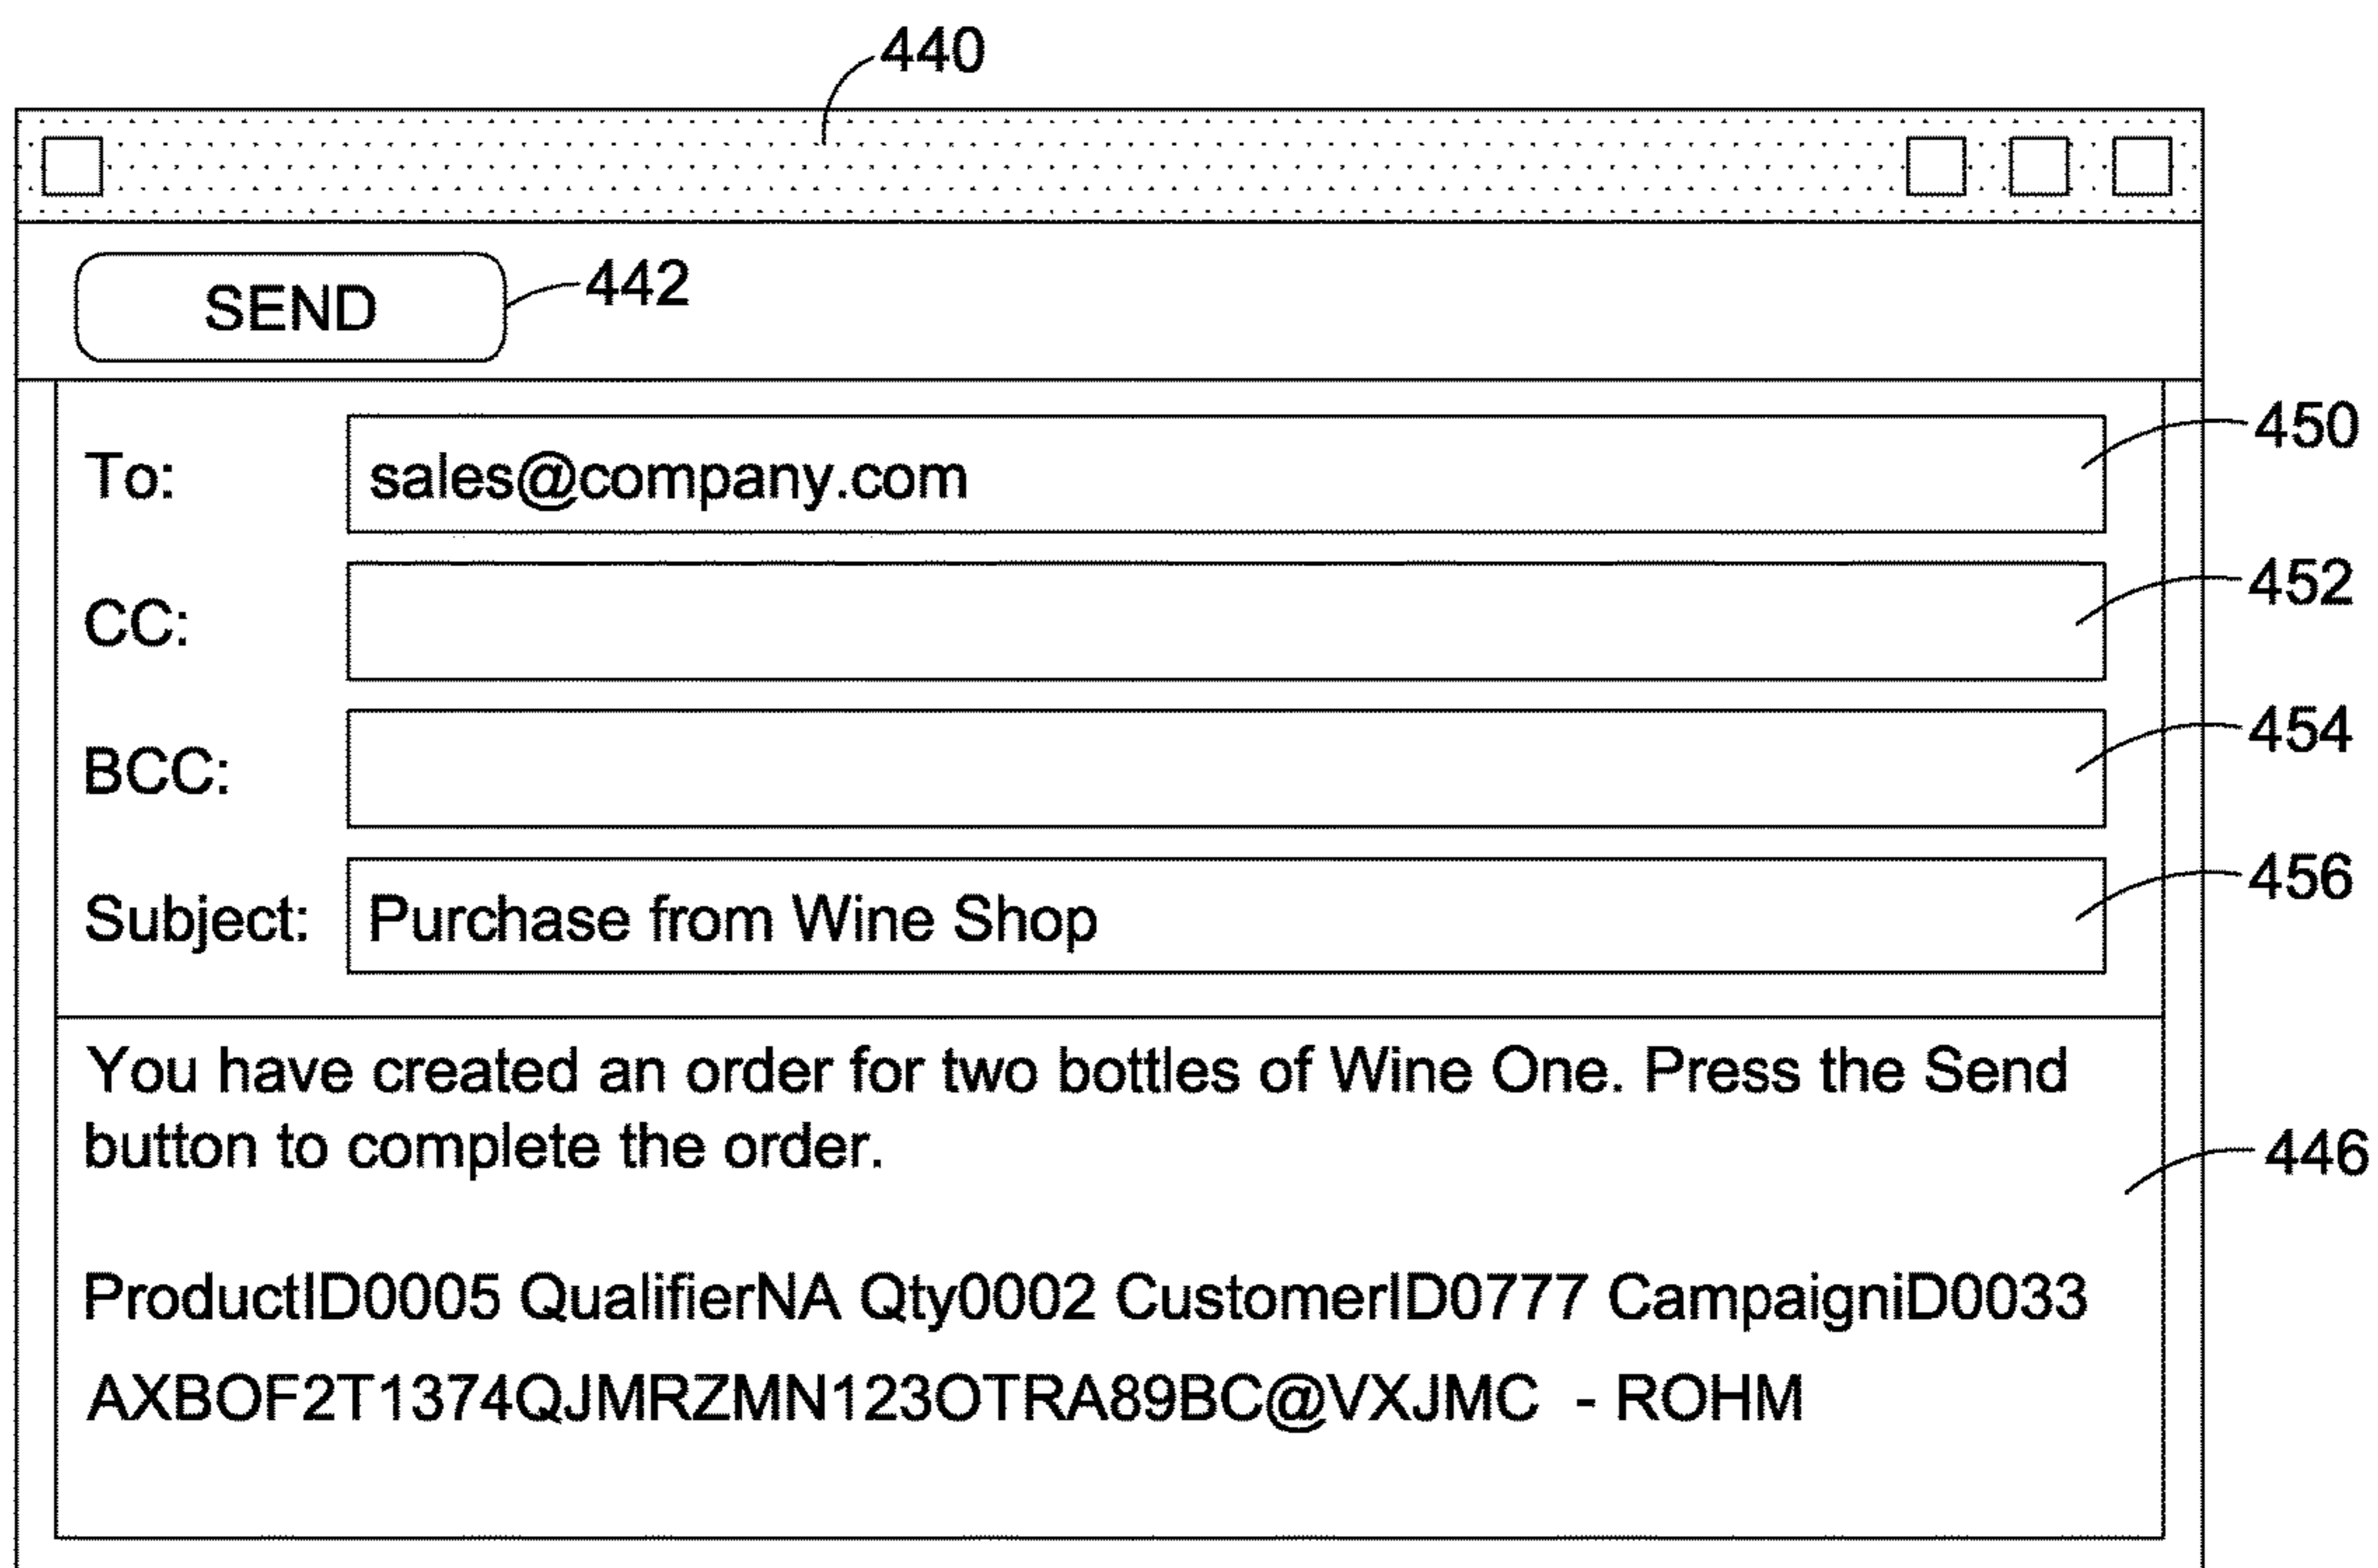 440
SEND
442
To: sales@company.com
450
CC:
452
BCC:
454
Subject: Purchase from Wine Shop
456
You have created an order for two bottles of Wine One. Press the Send
button to complete the order.
446
ProductID0005 QualifierNA Qty0002 CustomerID0777 CampaigniD0033
AXBOF2T1374QJMRZMN123OTRA89BC@VXJMC - ROHM